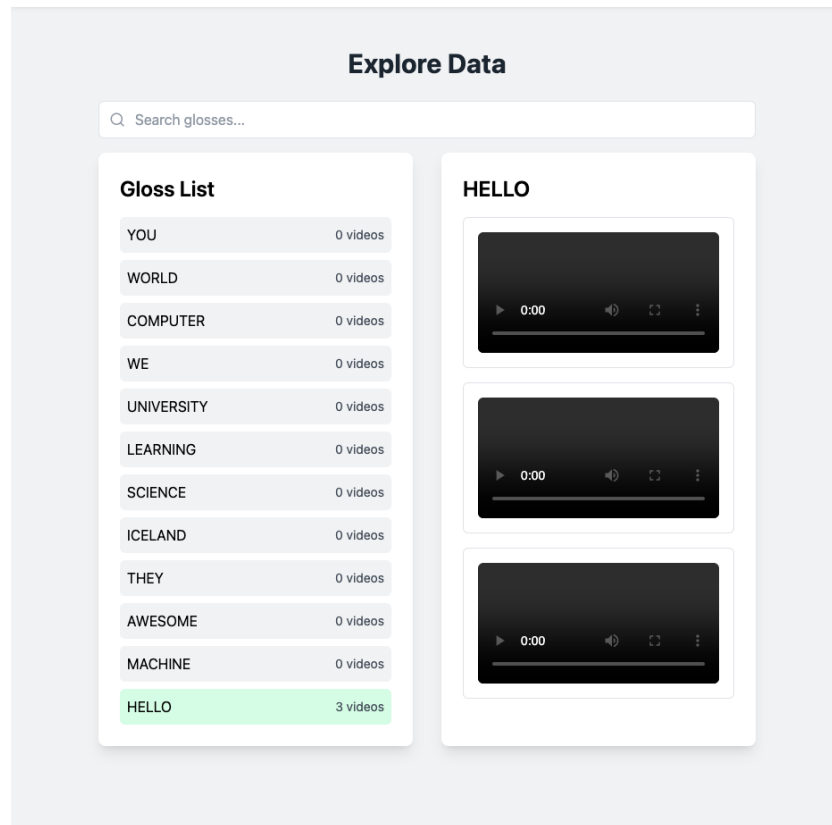 Explore Data
Search glosses...
Gloss List
YOU 0 videos
WORLD 0 videos
COMPUTER 0 videos
WE 0 videos
UNIVERSITY 0 videos
LEARNING 0 videos
SCIENCE 0 videos
ICELAND 0 videos
THEY 0 videos
AWESOME 0 videos
MACHINE 0 videos
HELLO 3 videos
HELLO
0:00
0:00
0:00